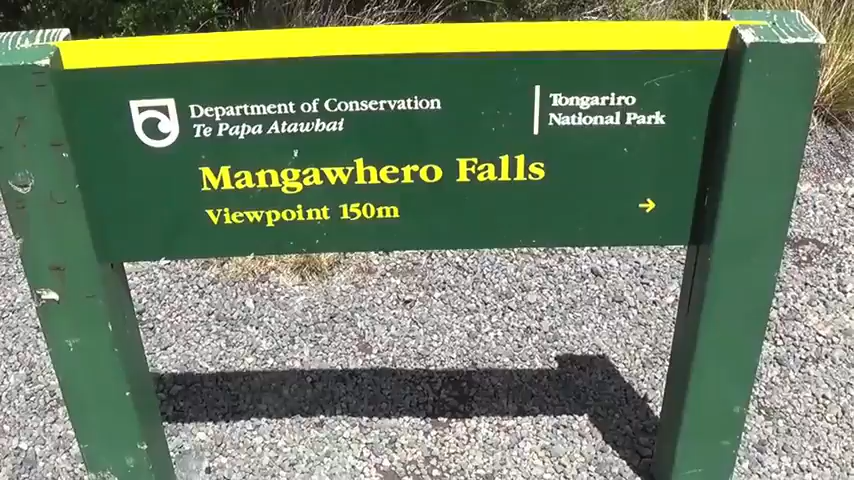 Department of Conservation
Te Papa Atawhai
Tongariro
National Park
Mangawhero Falls
Viewpoint 150m